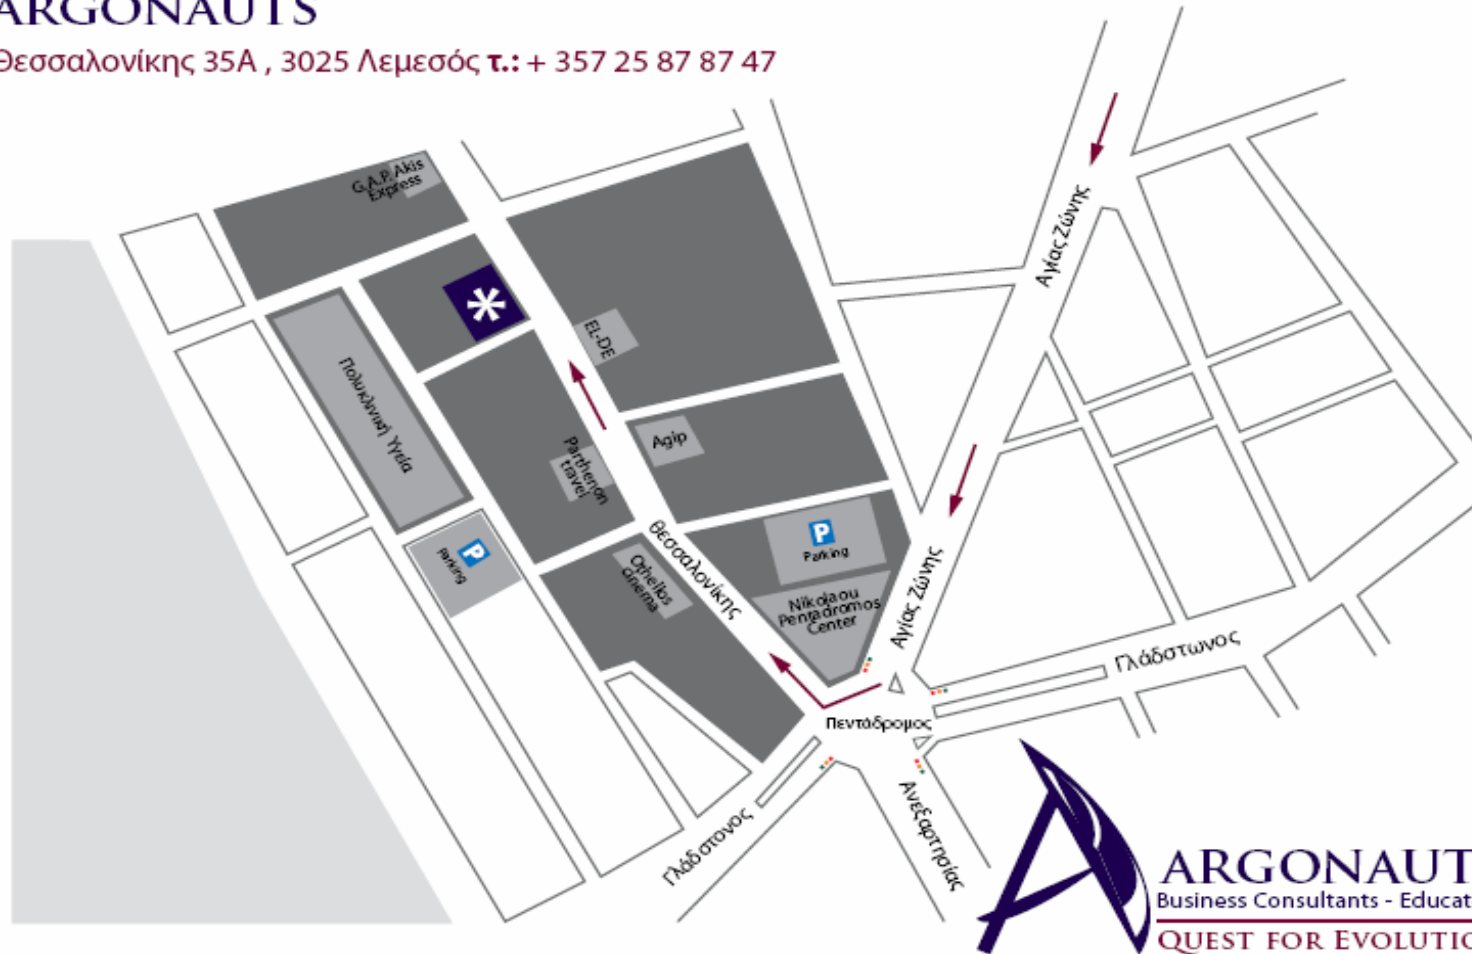 ARGONAUTS
Θεσσαλονίκης 35Α , 3025 Λεμεσός τ.: + 357 25 87 87 47
G.A.P. Akis
Express
Αγίας Ζώνης
EL-DE
Πολυκλινική Υγεία
Agip
Parthenon
travel
P
Parking
P
Parking
Θεσσαλονίκης
Othellos
cinema
Nikolaou
Pentadromos
Center
Αγίας Ζώνης
Γλάδστωνος
Πεντάδρομος
Γλάδστονος
Ανεξαρτησίας
ARGONAUT
Business Consultants - Educat
QUEST FOR EVOLUTIO